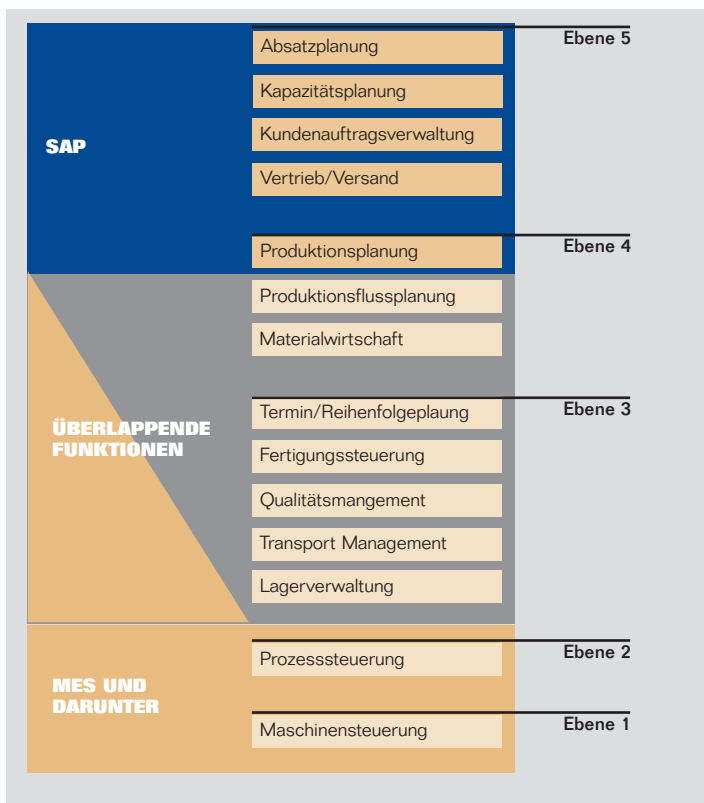 Absatzplanung
Ebene 5
Kapazitätsplanung
Kundenauftragsverwaltung
SAP
Vertrieb/Versand
Produktionsplanung
Ebene 4
Produktionsflussplanung
Materialwirtschaft
Termin/Reihenfolgeplaung
Ebene 3
ÜBERLAPPENDE
FUNKTIONEN
Fertigungssteuerung
Qualitätsmangement
Transport Management
Lagerverwaltung
Prozesssteuerung
Ebene 2
MES UND
DARUNTER
Maschinensteuerung
Ebene 1